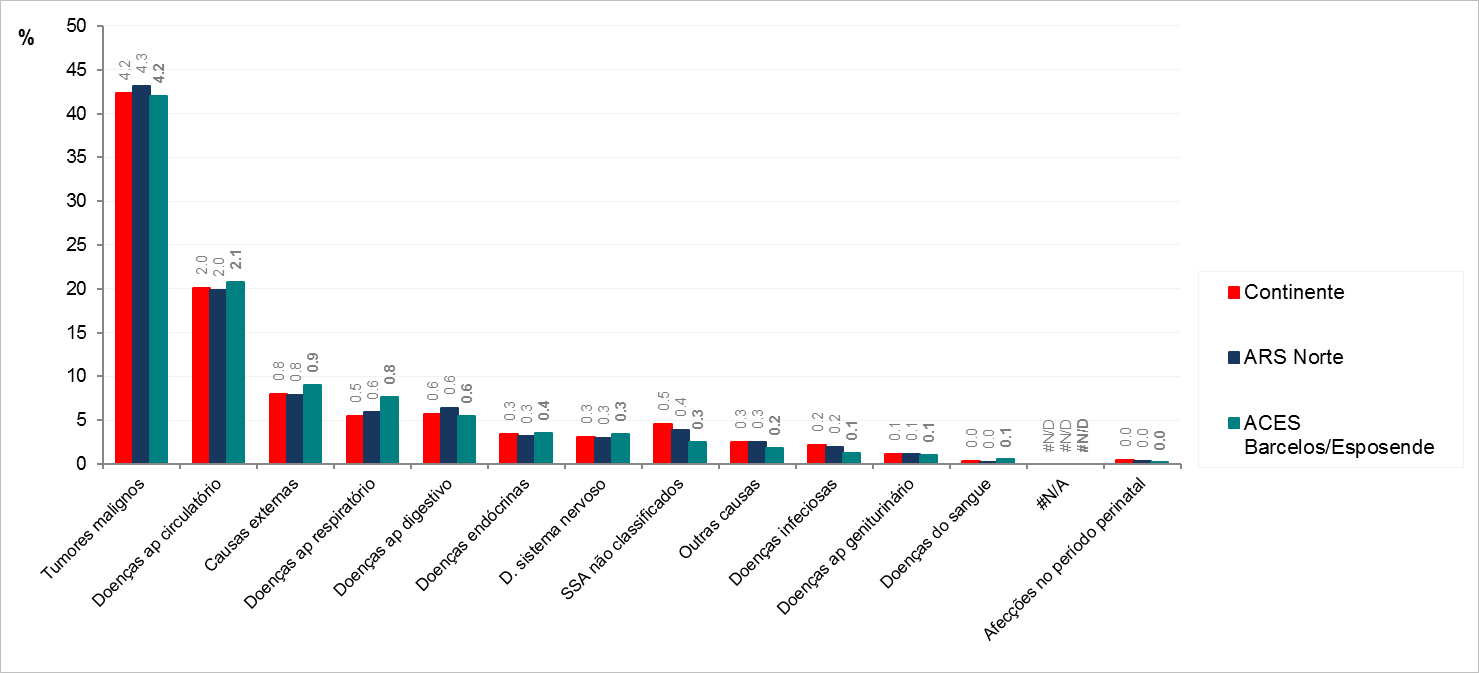 %
50
45
40
35
30
25
20
15
10
5
0
4.2
4.3
4.2
2.0
2.0
2.1
0.8
0.8
0.9
0.5
0.6
0.8
0.6
0.6
0.6
0.3
0.3
0.4
0.3
0.3
0.3
0.5
0.4
0.3
0.3
0.3
0.2
0.2
0.2
0.1
0.1
0.1
0.1
0.0
0.0
0.1
#N/D
#N/D
#N/D
0.0
0.0
0.0
Tumores malignos
Doenças ap circulatório
Causas externas
Doenças ap respiratório
Doenças ap digestivo
Doenças endócrinas
D. sistema nervoso
SSA não classificados
Outras causas
Doenças infeciosas
Doenças ap geniturinário
Doenças do sangue
#N/A
Afecções no período perinatal
Continente
ARS Norte
ACES
Barcelos/Esposende